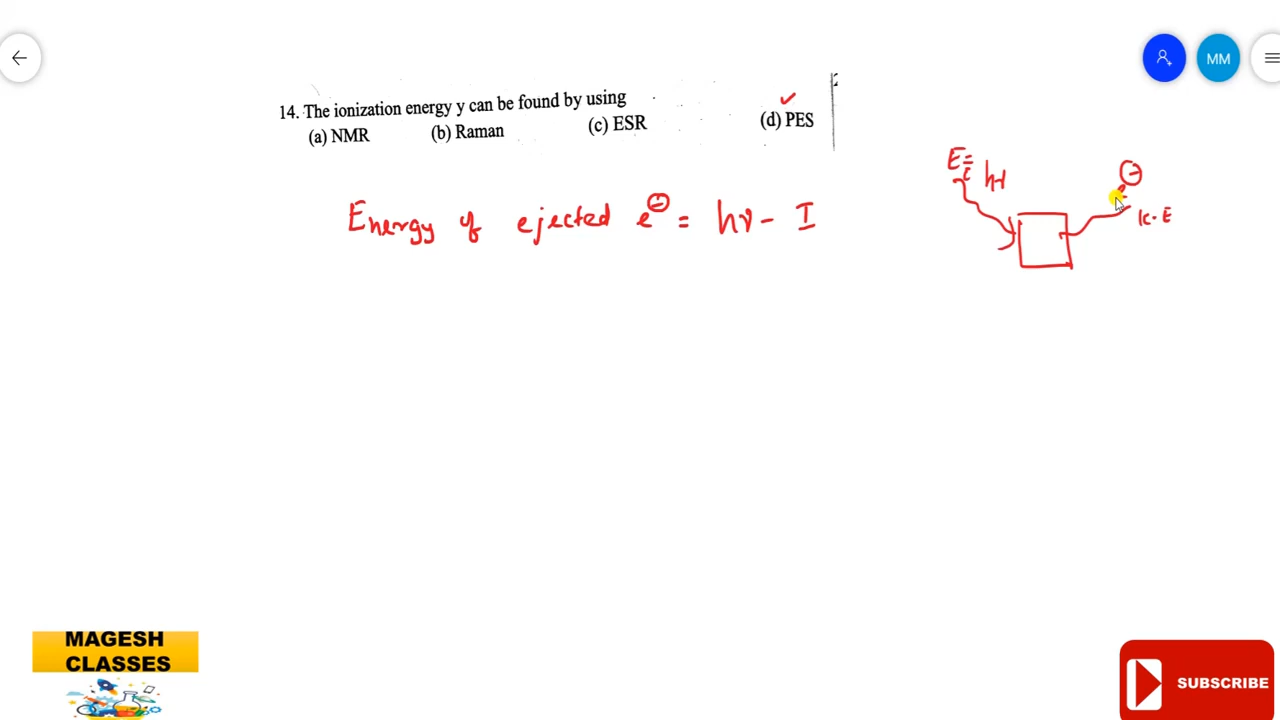 MM
14. The ionization energy y can be found by using
(a) NMR (b) Raman (c) ESR (d) PES
E= hν
K.E
Energy of ejected e⊖ = hν - I
MAGESH
CLASSES
SUBSCRIBE